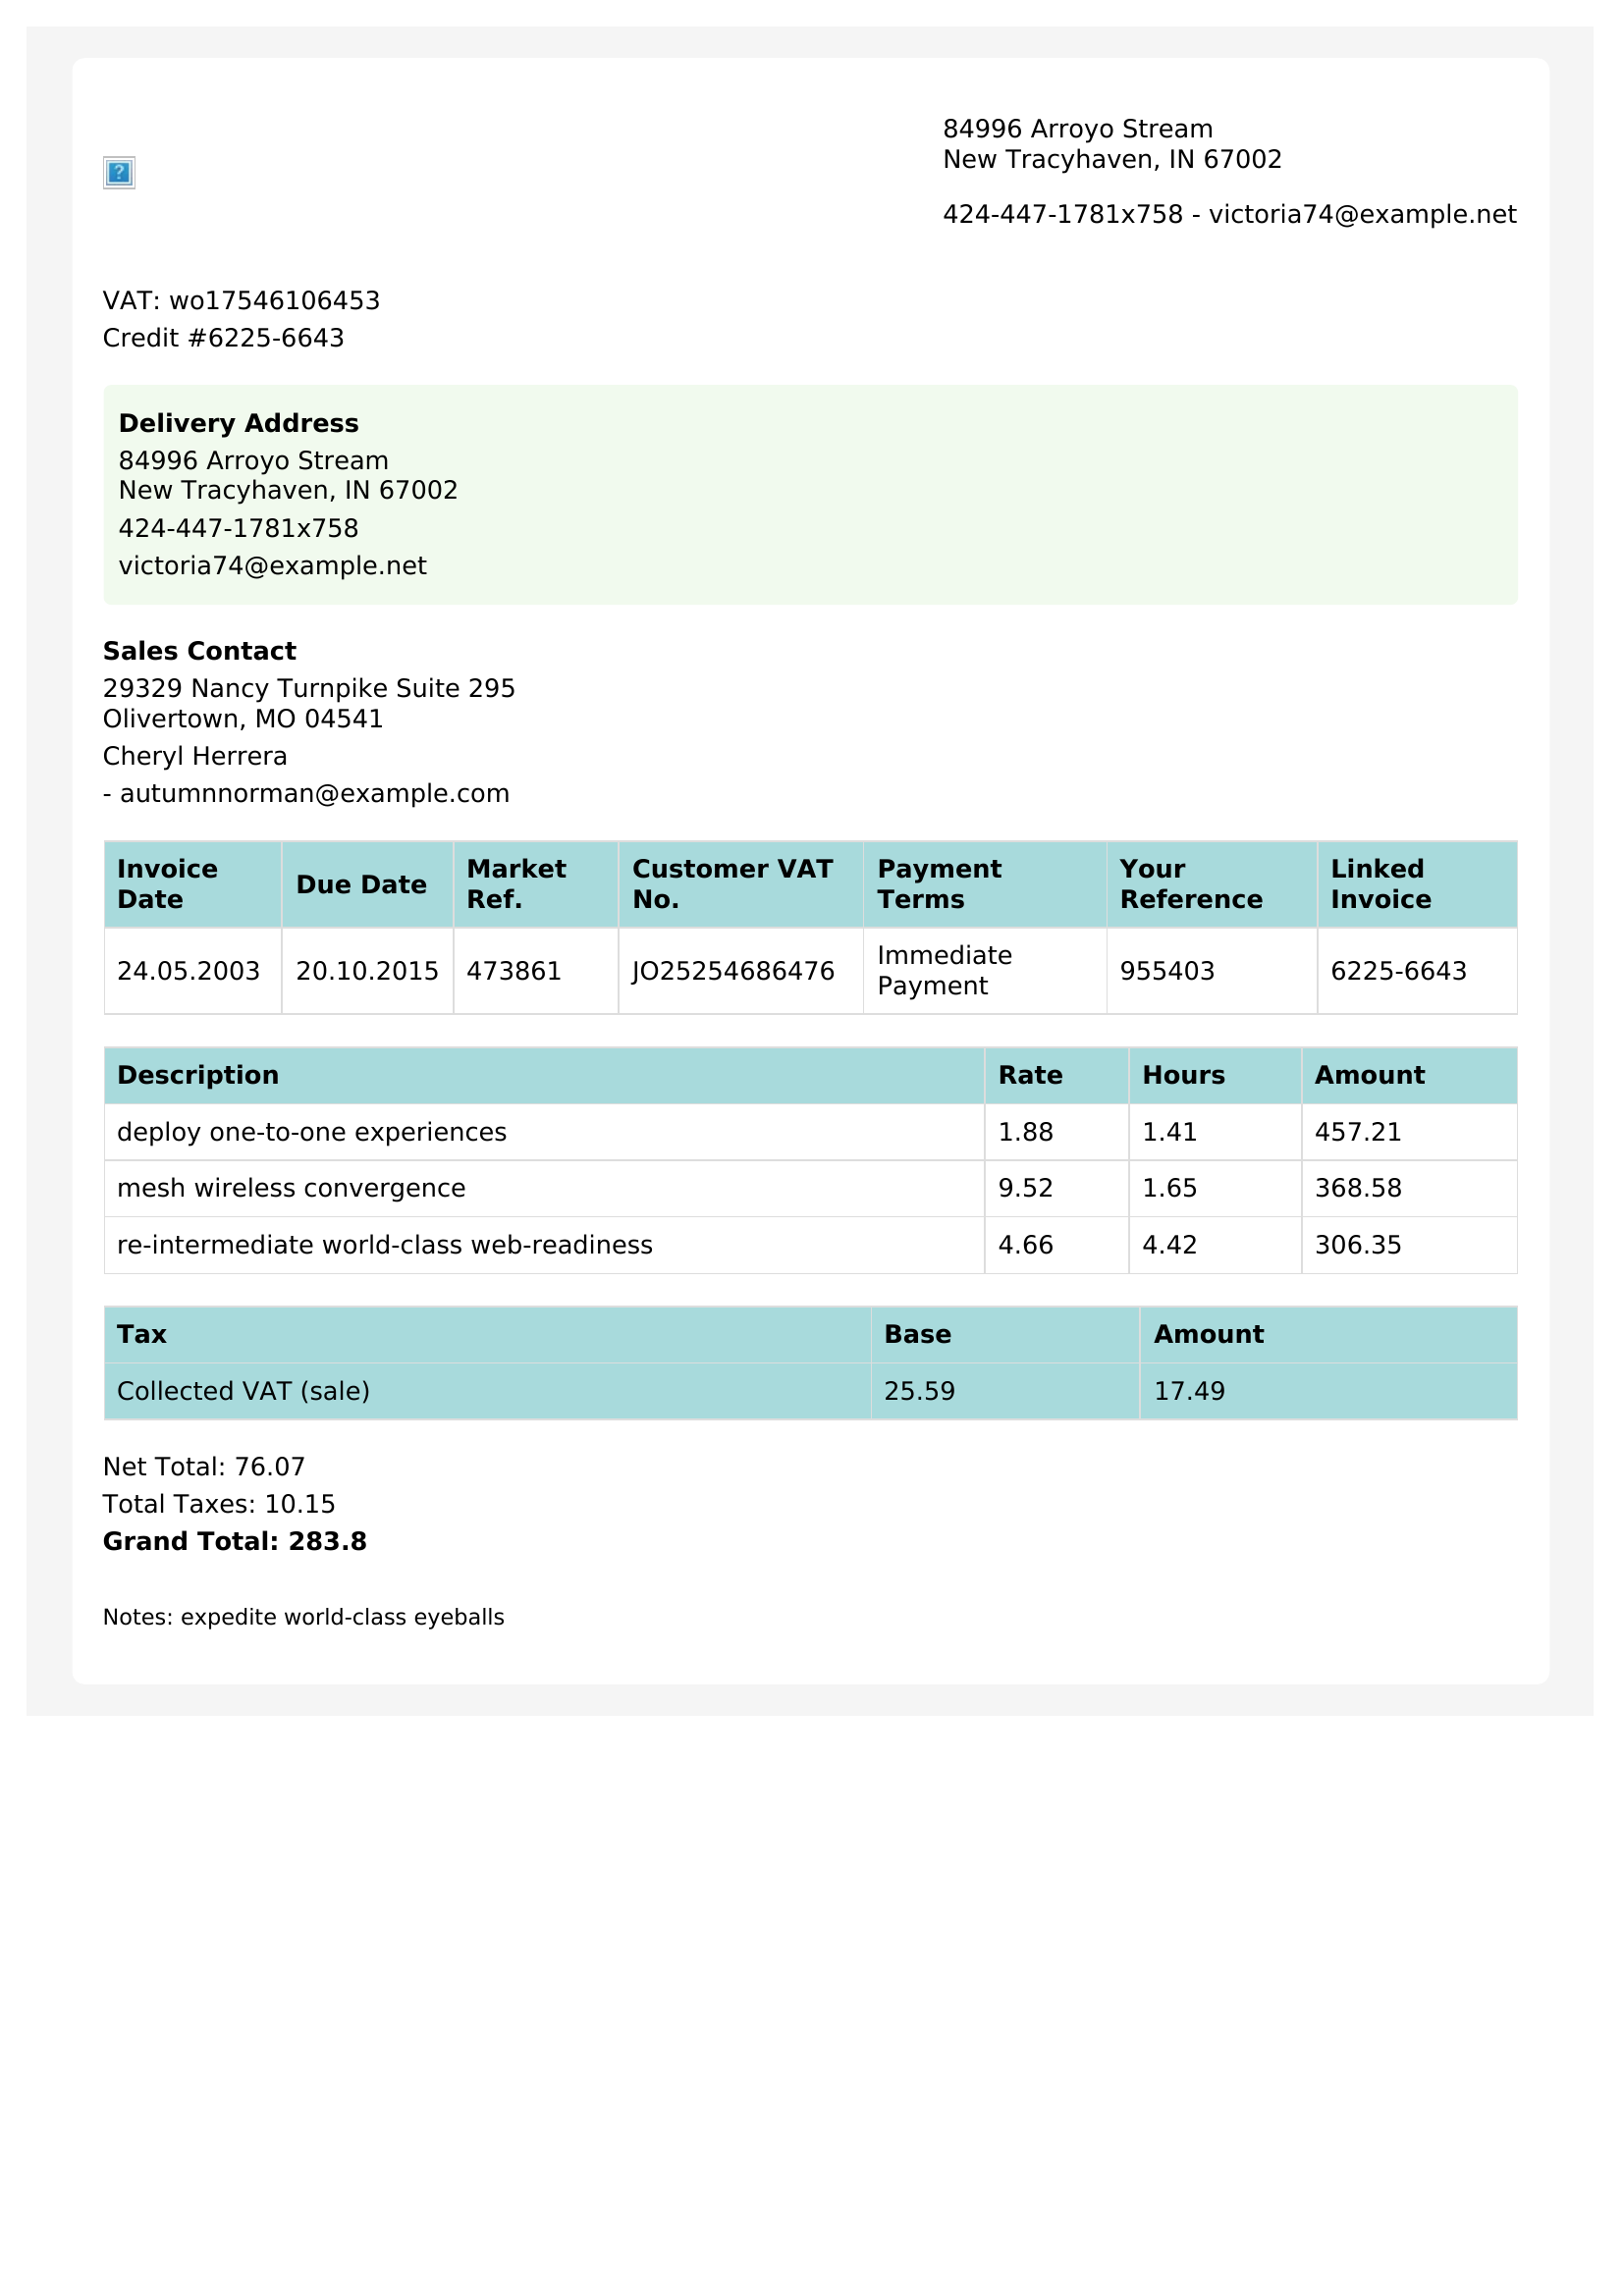 84996 Arroyo Stream
New Tracyhaven, IN 67002
424-447-1781x758 - victoria74@example.net
VAT: wo17546106453
Credit #6225-6643
Delivery Address
84996 Arroyo Stream
New Tracyhaven, IN 67002
424-447-1781x758
victoria74@example.net
Sales Contact
29329 Nancy Turnpike Suite 295
Olivertown, MO 04541
Cheryl Herrera
- autumnnorman@example.com
Invoice Date Due Date Market Ref. Customer VAT No. Payment Terms Your Reference Linked Invoice
24.05.2003 20.10.2015 473861 JO25254686476 Immediate Payment 955403 6225-6643
Description Rate Hours Amount
deploy one-to-one experiences 1.88 1.41 457.21
mesh wireless convergence 9.52 1.65 368.58
re-intermediate world-class web-readiness 4.66 4.42 306.35
Tax Base Amount
Collected VAT (sale) 25.59 17.49
Net Total: 76.07
Total Taxes: 10.15
Grand Total: 283.8
Notes: expedite world-class eyeballs